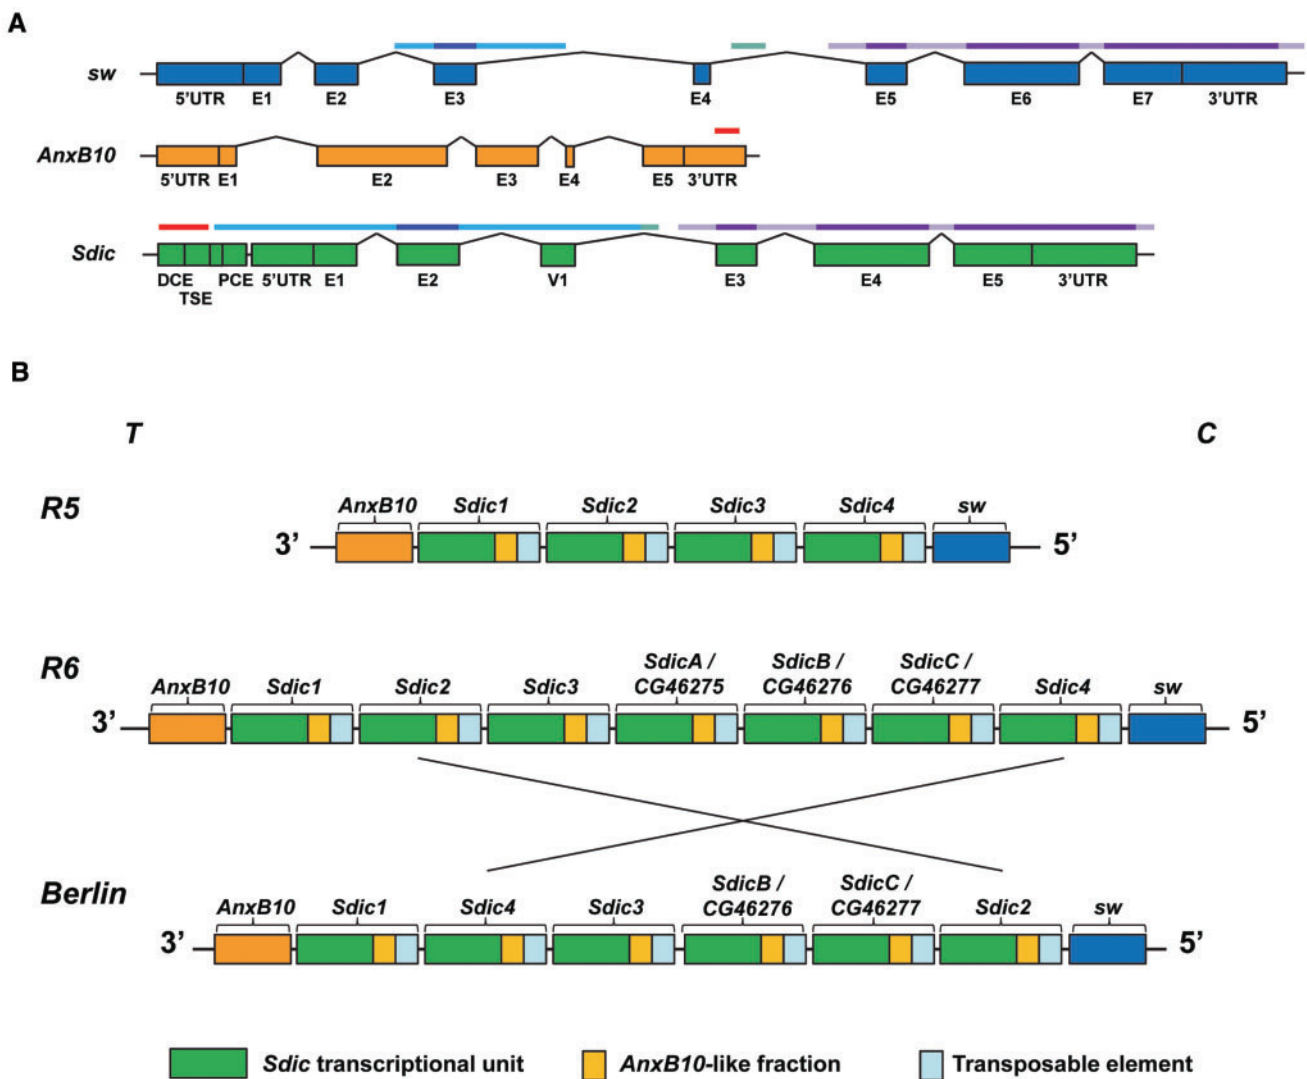 A
sw
5’UTR E1 E2 E3 E4 E5 E6 E7 3’UTR
AnxB10
5’UTR E1 E2 E3 E4 E5 3’UTR
Sdic
DCE PCE 5’UTR E1 E2 V1 E3 E4 E5 3’UTR
TSE
B
T C
R5
AnxB10 Sdic1 Sdic2 Sdic3 Sdic4 sw
3’ 5’
R6
SdicA / SdicB / SdicC /
AnxB10 Sdic1 Sdic2 Sdic3 CG46275 CG46276 CG46277 Sdic4 sw
3’ 5’
Berlin
SdicB / SdicC /
AnxB10 Sdic1 Sdic4 Sdic3 CG46276 CG46277 Sdic2 sw
3’ 5’
Sdic transcriptional unit AnxB10-like fraction Transposable element